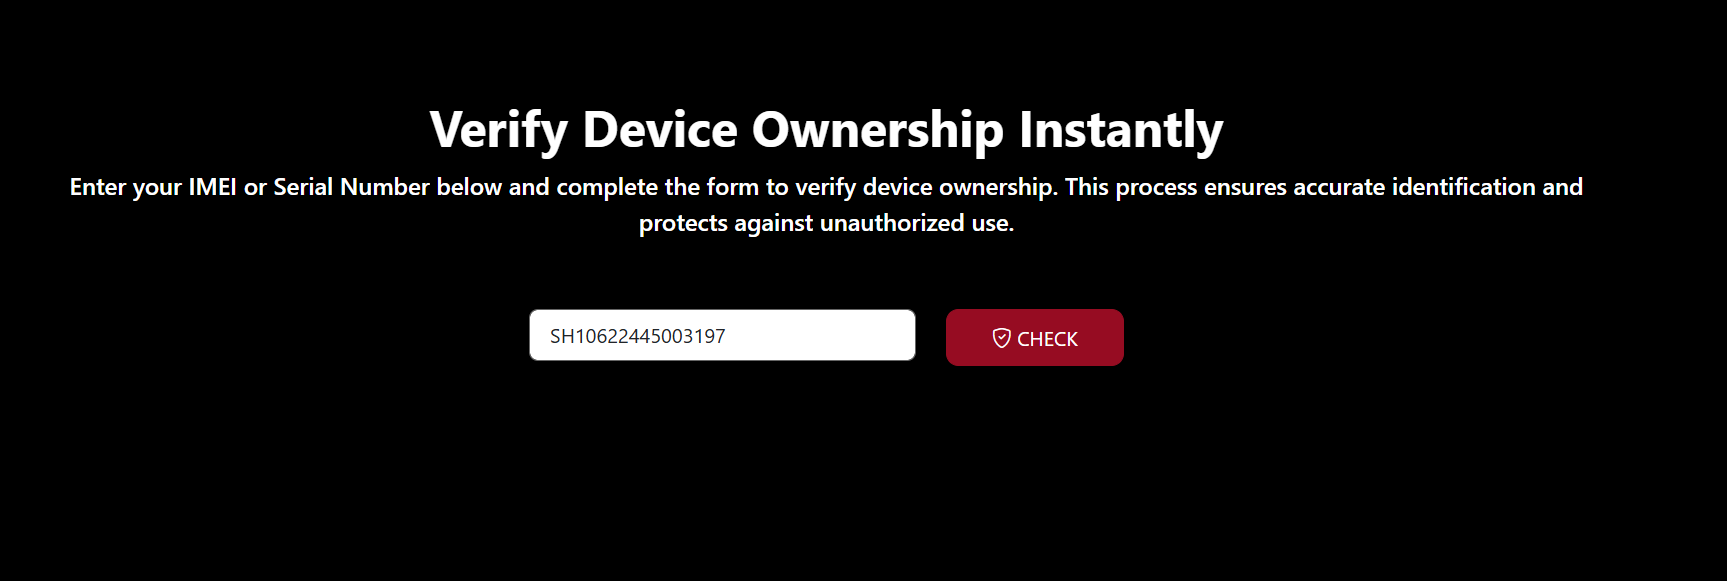 Verify Device Ownership Instantly
Enter your IMEI or Serial Number below and complete the form to verify device ownership. This process ensures accurate identification and
protects against unauthorized use.
SH10622445003197
CHECK